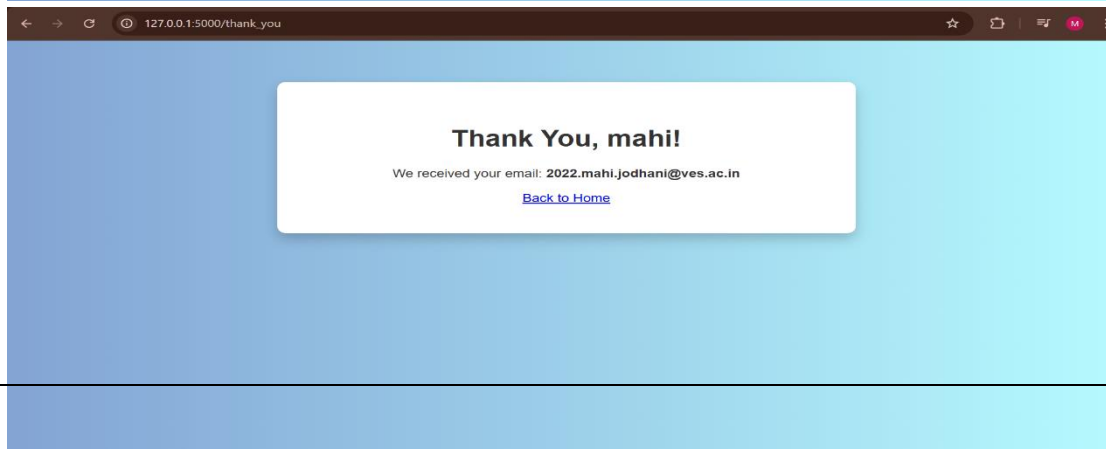 127.0.0.1:5000/thank_you
M
Thank You, mahi!
We received your email: 2022.mahi.jodhani@ves.ac.in
Back to Home